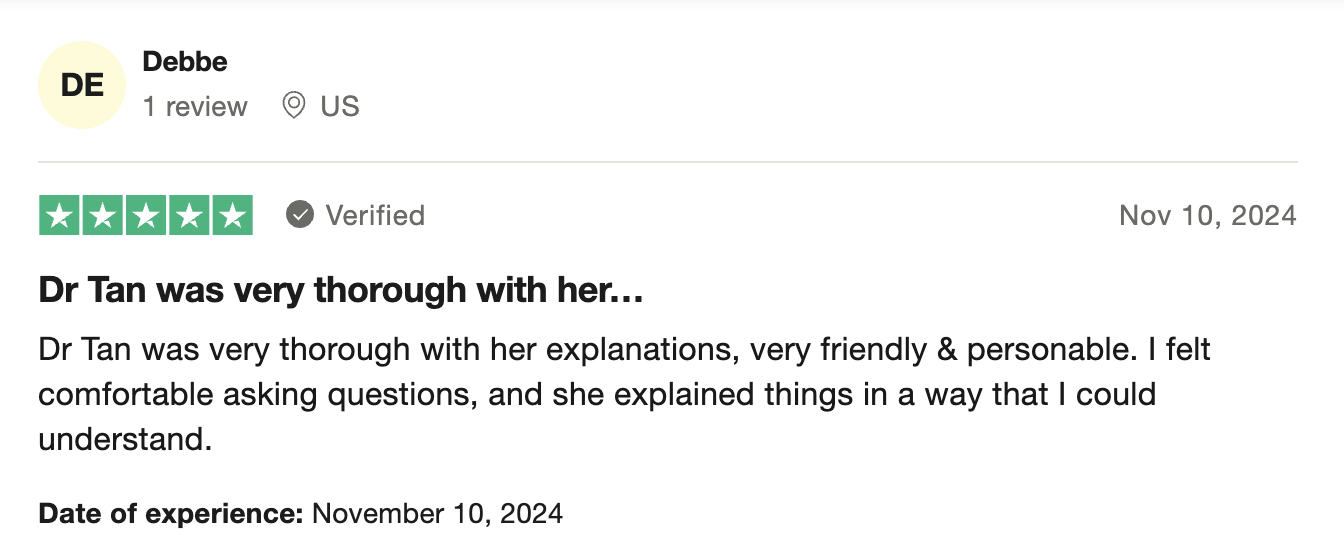 DE
Debbe
1 review US
Verified
Nov 10, 2024
Dr Tan was very thorough with her...
Dr Tan was very thorough with her explanations, very friendly & personable. I felt
comfortable asking questions, and she explained things in a way that I could
understand.
Date of experience: November 10, 2024